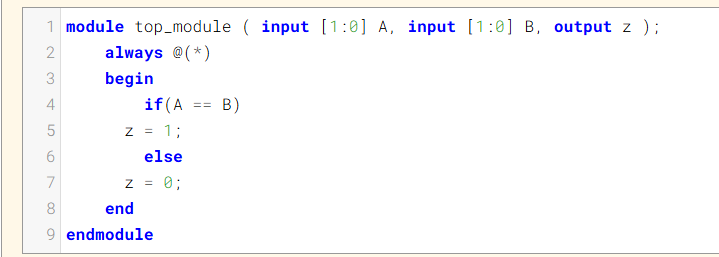 1 module top_module ( input [1:0] A, input [1:0] B, output z );
2     always @(*)
3     begin
4         if(A == B)
5       z = 1;
6         else
7       z = 0;
8     end
9 endmodule